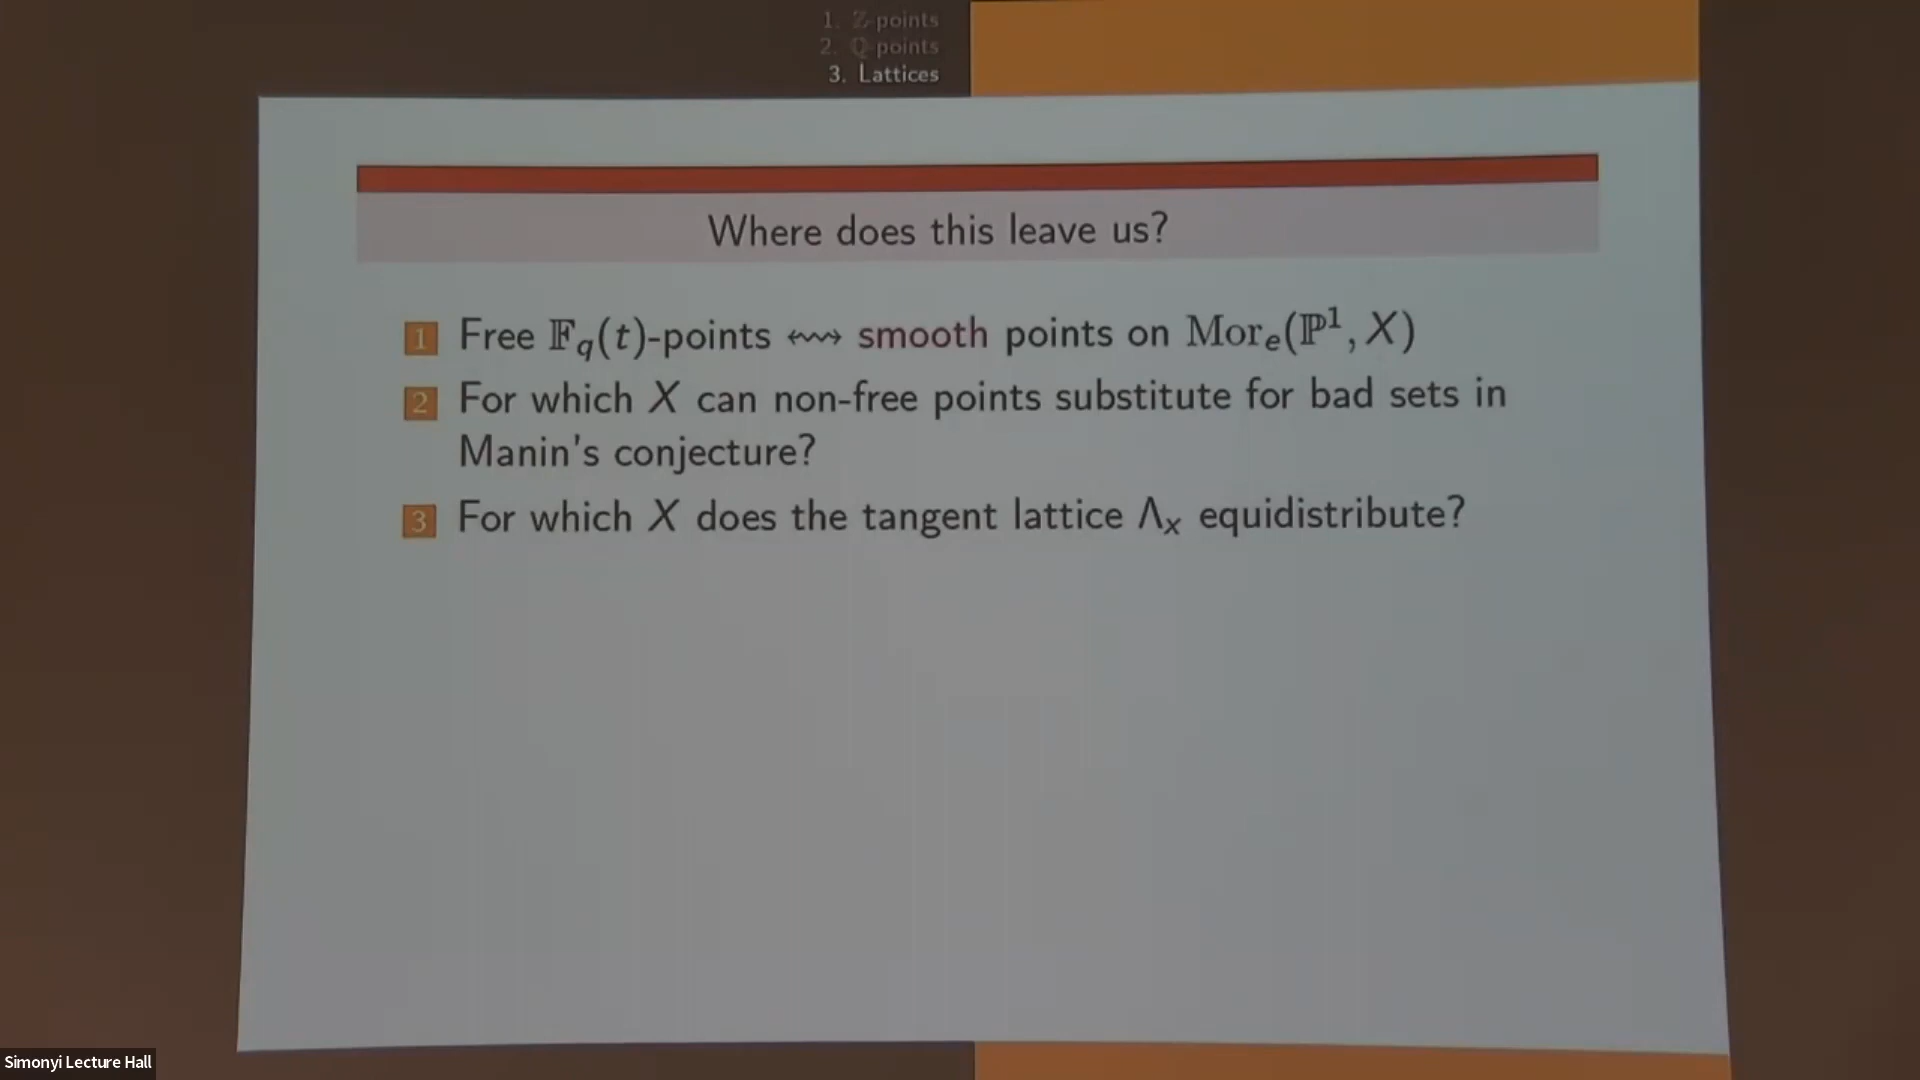 1. ℤ-points
2. ℚ-points
3. Lattices
Where does this leave us?
1 Free 𝔽_q(t)-points ↭ smooth points on Mor_e(ℙ¹, X)
2 For which X can non-free points substitute for bad sets in
Manin's conjecture?
3 For which X does the tangent lattice Λ_x equidistribute?
Simonyi Lecture Hall